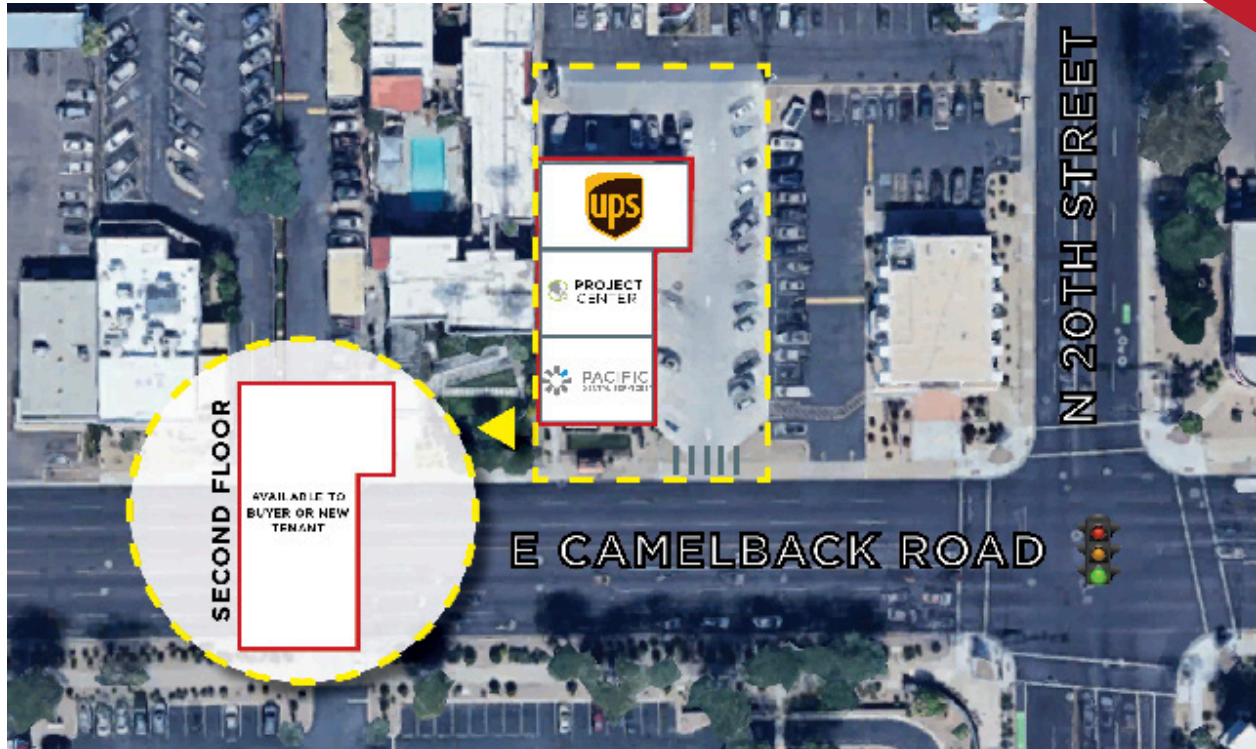 ups
PROJECT
CENTER
PACIFIC
SECOND FLOOR
AVAILABLE TO
BUYER OR NEW
TENANT
E CAMELBACK ROAD
N 20TH STREET